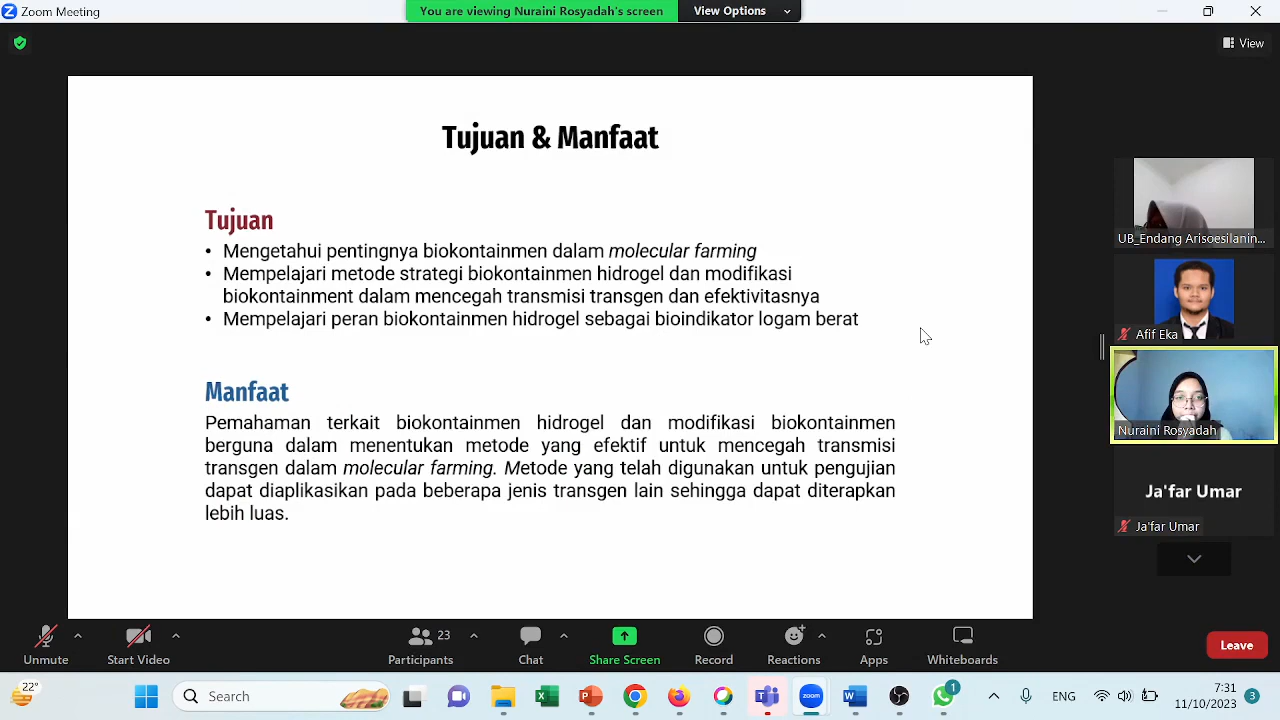 Zoom Meeting
You are viewing Nuraini Rosyadah's screen
View Options
View
Tujuan & Manfaat
Tujuan
• Mengetahui pentingnya biokontainmen dalam molecular farming
• Mempelajari metode strategi biokontainmen hidrogel dan modifikasi
biokontainment dalam mencegah transmisi transgen dan efektivitasnya
• Mempelajari peran biokontainmen hidrogel sebagai bioindikator logam berat
Manfaat
Pemahaman terkait biokontainmen hidrogel dan modifikasi biokontainmen
berguna dalam menentukan metode yang efektif untuk mencegah transmisi
transgen dalam molecular farming. Metode yang telah digunakan untuk pengujian
dapat diaplikasikan pada beberapa jenis transgen lain sehingga dapat diterapkan
lebih luas.
UB_Endang Arisoesilanin...
Afif Eka
Nuraini Rosyadah
Ja'far Umar
Ja'far Umar
Unmute
Start Video
23
Participants
Chat
Share Screen
Record
Reactions
Apps
Whiteboards
Leave
22°
Search
zoom
1
ENG
7:31
11/10/2023
3